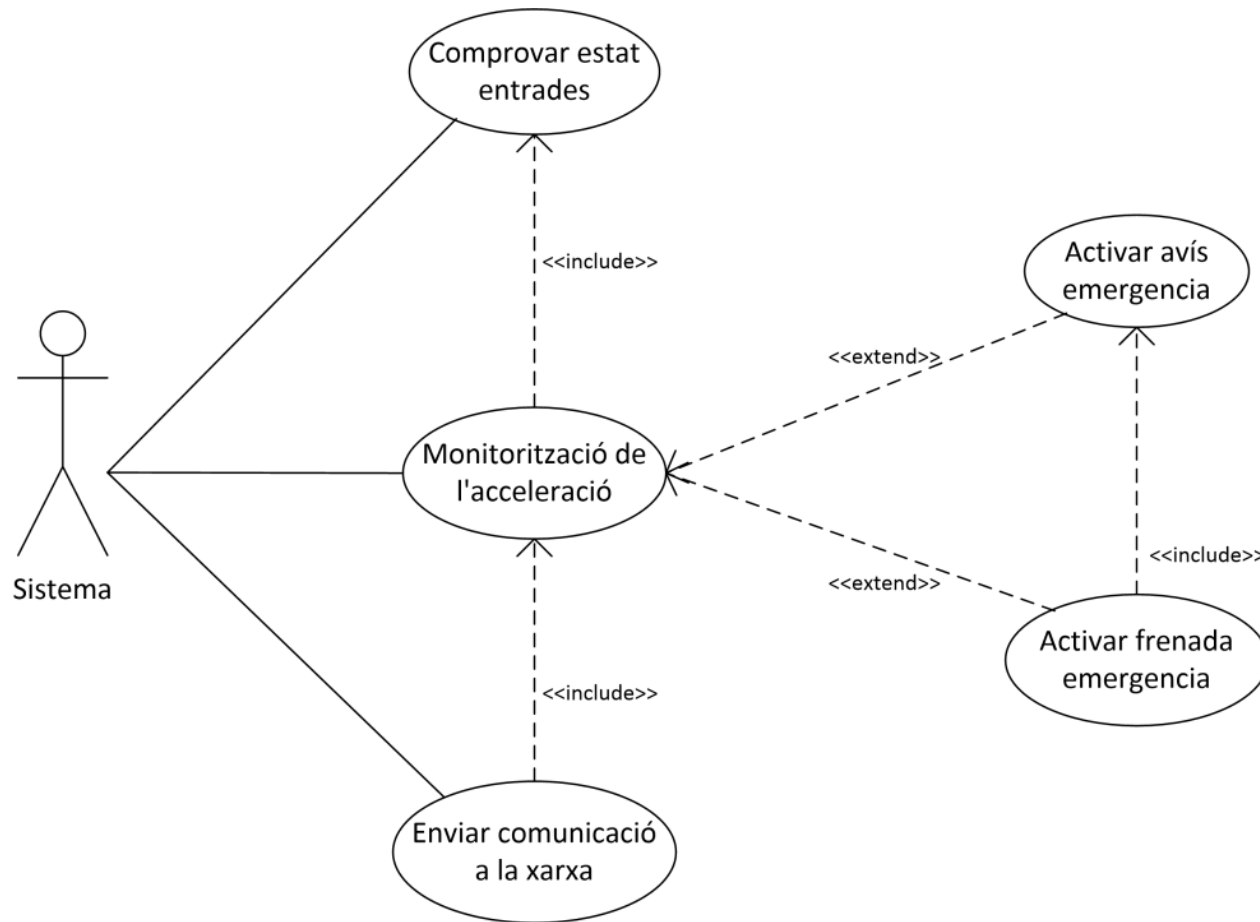 Comprovar estat
entrades
<<include>>
Activar avís
emergencia
<<extend>>
Monitorització de
l'acceleració
<<include>>
<<extend>>
Sistema
Activar frenada
emergencia
<<include>>
Enviar comunicació
a la xarxa